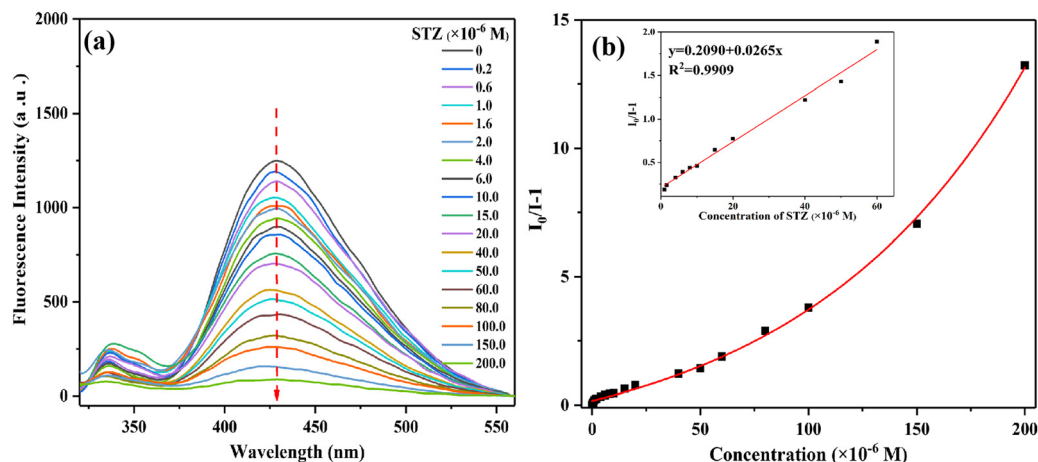 (a)
STZ (×10⁻⁶ M)
0
0.2
0.6
1.0
1.6
2.0
4.0
6.0
10.0
15.0
20.0
40.0
50.0
60.0
80.0
100.0
150.0
200.0
2000
1500
1000
500
0
Fluorescence Intensity (a .u .)
350 400 450 500 550
Wavelength (nm)
(b)
15
10
5
0
I₀/I-1
0 50 100 150 200
Concentration (×10⁻⁶ M)
y=0.2090+0.0265x
R²=0.9909
2.0
1.5
1.0
0.5
I₀/I-1
0 20 40 60
Concentration of STZ (×10⁻⁶ M)